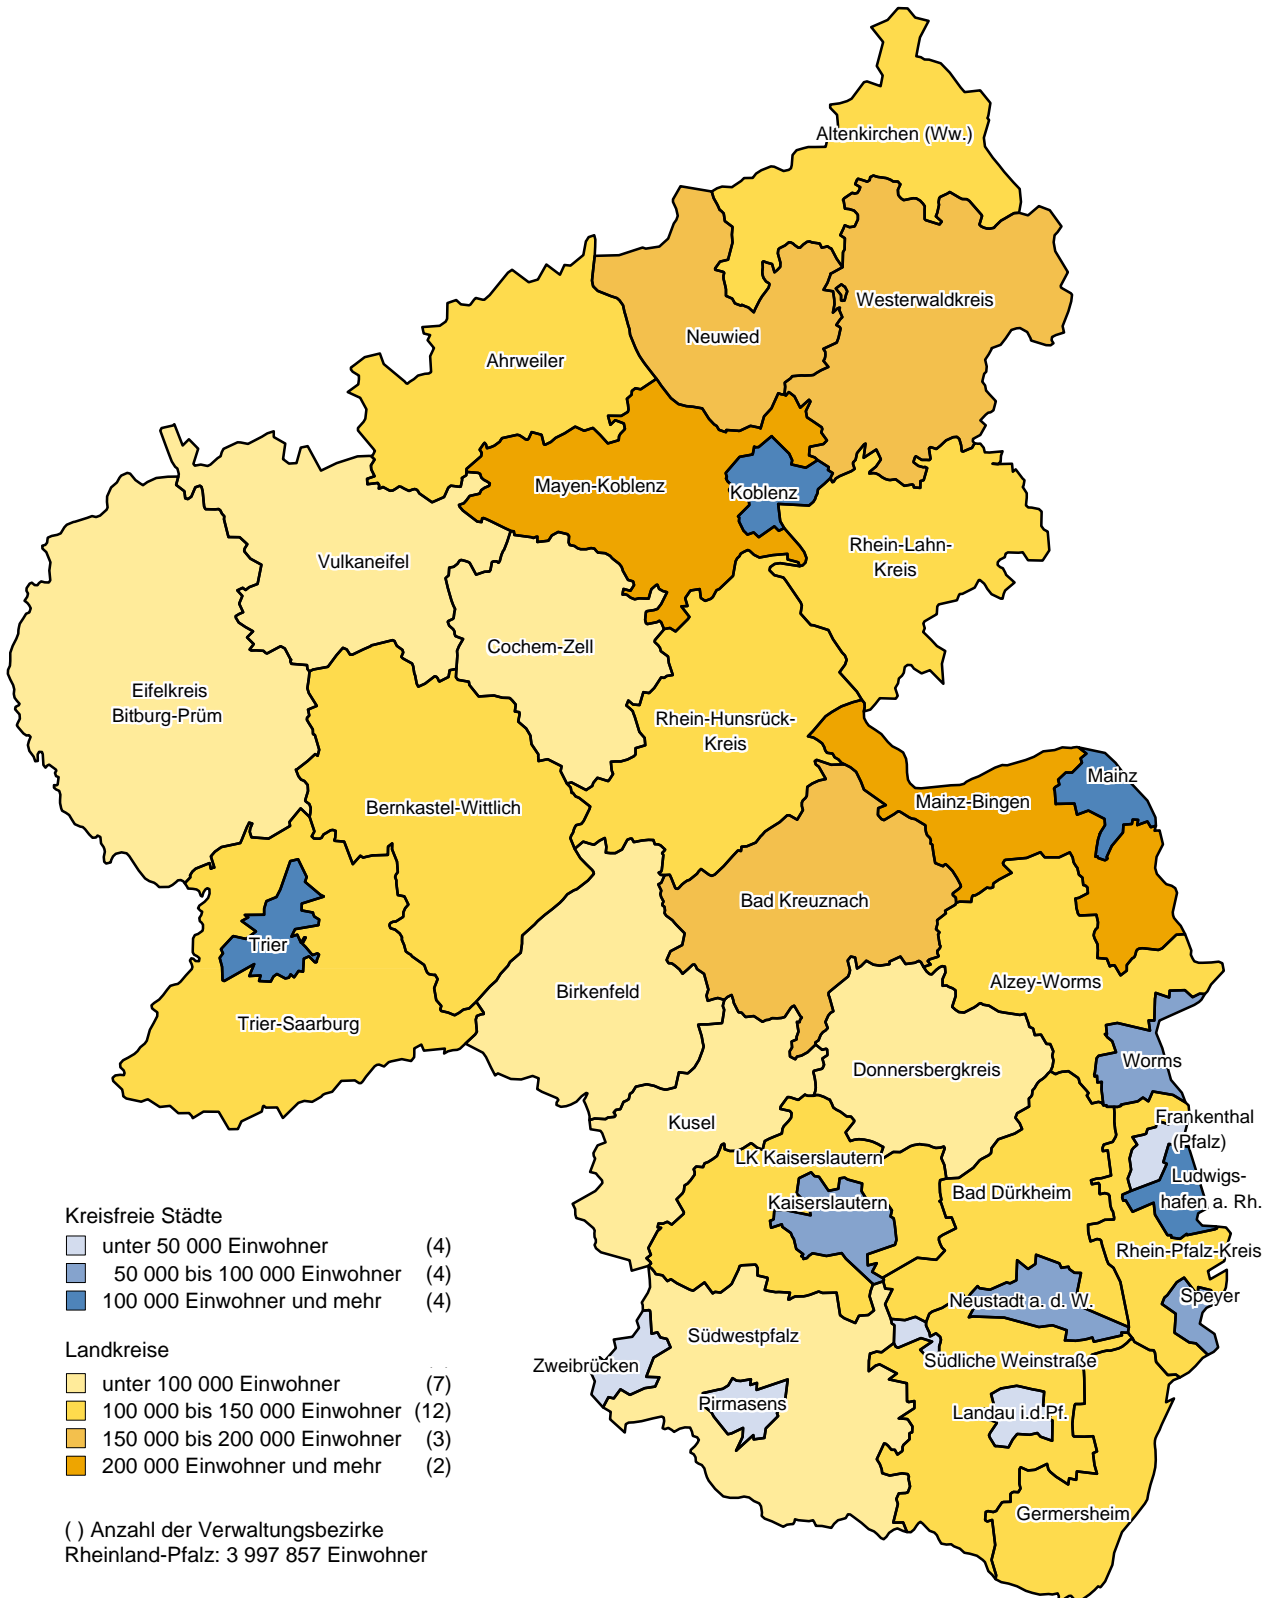 Altenkirchen (Ww.)
Westerwaldkreis
Neuwied
Ahrweiler
Mayen-Koblenz
Koblenz
Rhein-Lahn-
Kreis
Vulkaneifel
Cochem-Zell
Eifelkreis
Bitburg-Prüm
Rhein-Hunsrück-
Kreis
Mainz
Mainz-Bingen
Bernkastel-Wittlich
Bad Kreuznach
Trier
Alzey-Worms
Birkenfeld
Trier-Saarburg
Worms
Donnersbergkreis
Kusel
Frankenthal
(Pfalz)
LK Kaiserslautern
Ludwigs-
hafen a. Rh.
Bad Dürkheim
Kaiserslautern
Rhein-Pfalz-Kreis
Speyer
Neustadt a. d. W.
Südwestpfalz
Zweibrücken
Südliche Weinstraße
Pirmasens
Landau i.d.Pf.
Germersheim
Kreisfreie Städte
unter 50 000 Einwohner (4)
50 000 bis 100 000 Einwohner (4)
100 000 Einwohner und mehr (4)
Landkreise
unter 100 000 Einwohner (7)
100 000 bis 150 000 Einwohner (12)
150 000 bis 200 000 Einwohner (3)
200 000 Einwohner und mehr (2)
( ) Anzahl der Verwaltungsbezirke
Rheinland-Pfalz: 3 997 857 Einwohner